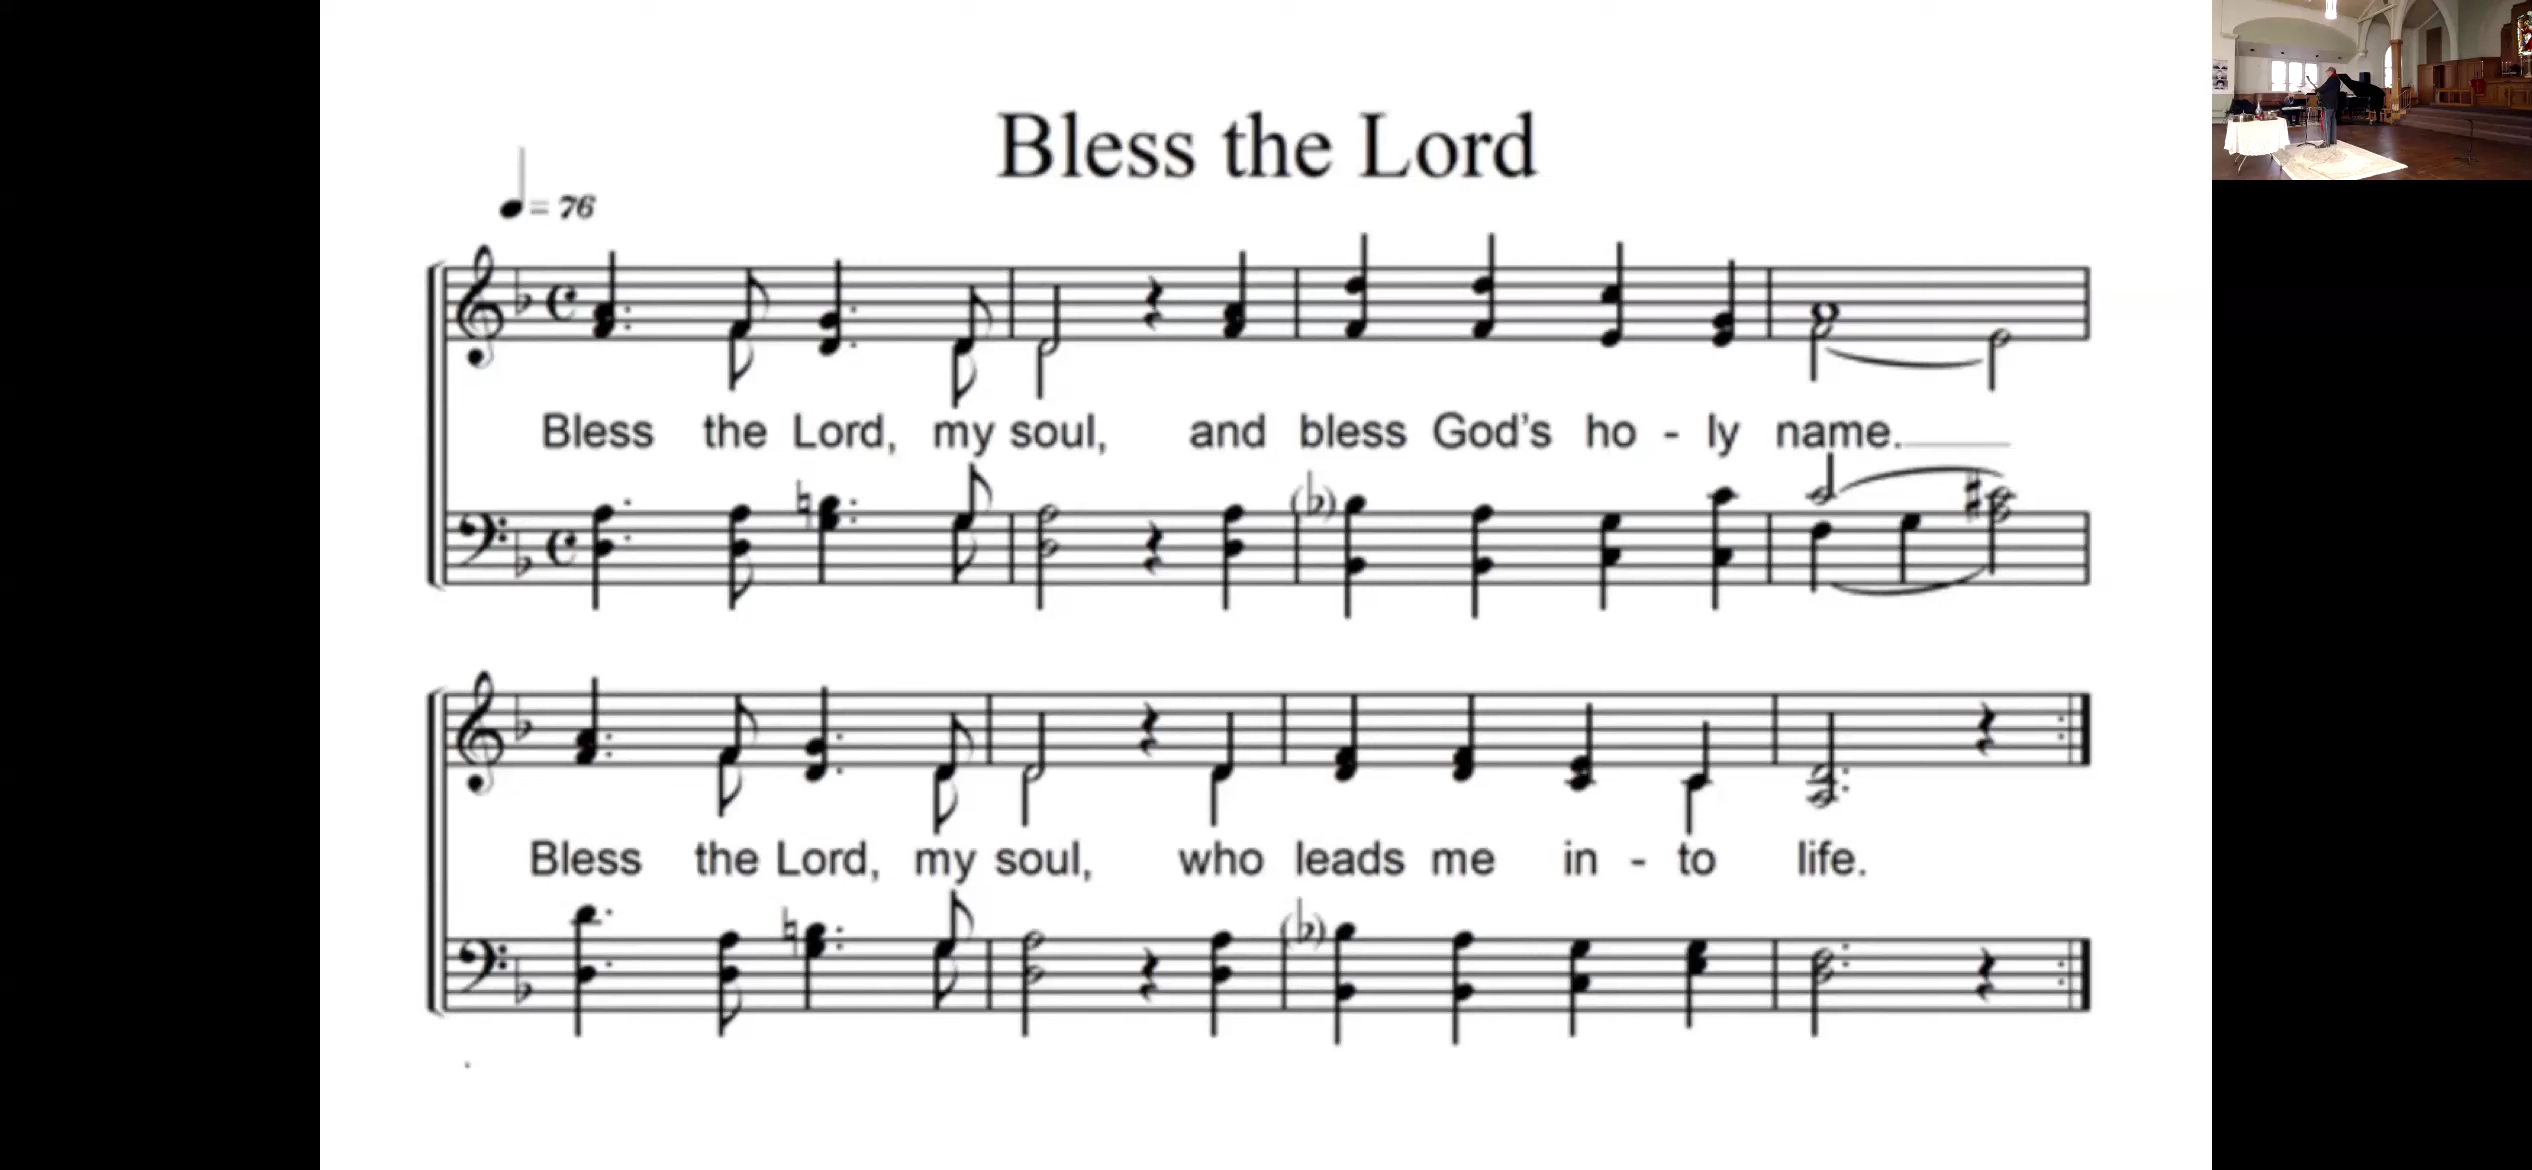 Bless the Lord
= 76
Bless the Lord, my soul, and bless God's ho - ly name.
Bless the Lord, my soul, who leads me in - to life.